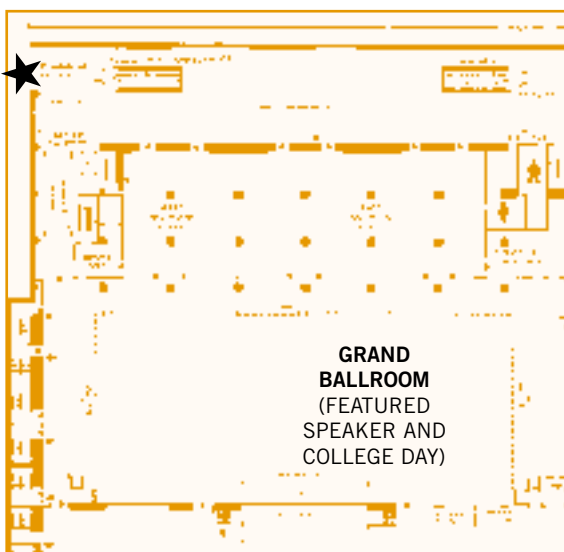 GRAND
BALLROOM
(FEATURED
SPEAKER AND
COLLEGE DAY)